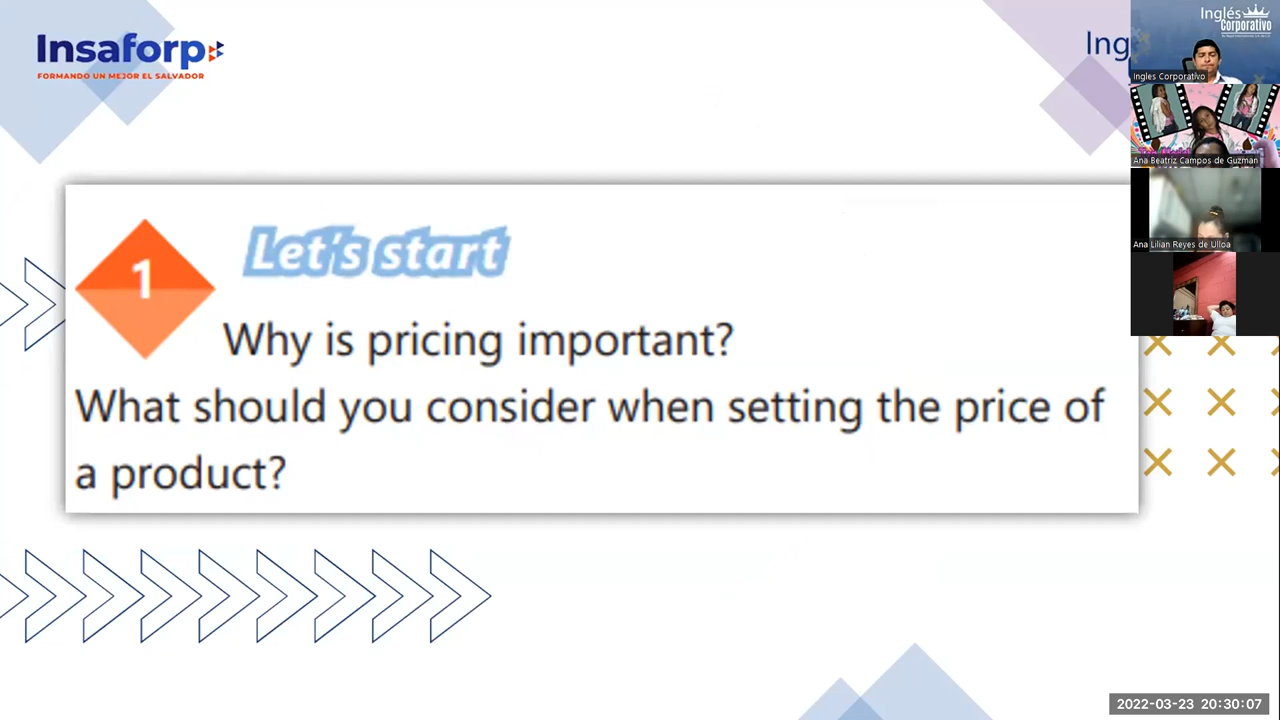 Insaforp
FORMANDO UN MEJOR EL SALVADOR
Ing
Inglés
Corporativo
Ingles Corporativo
Ana Beatriz Campos de Guzman
Ana Lilian Reyes de Ulloa
1
Let's start
Why is pricing important?
What should you consider when setting the price of
a product?
2022-03-23 20:30:07